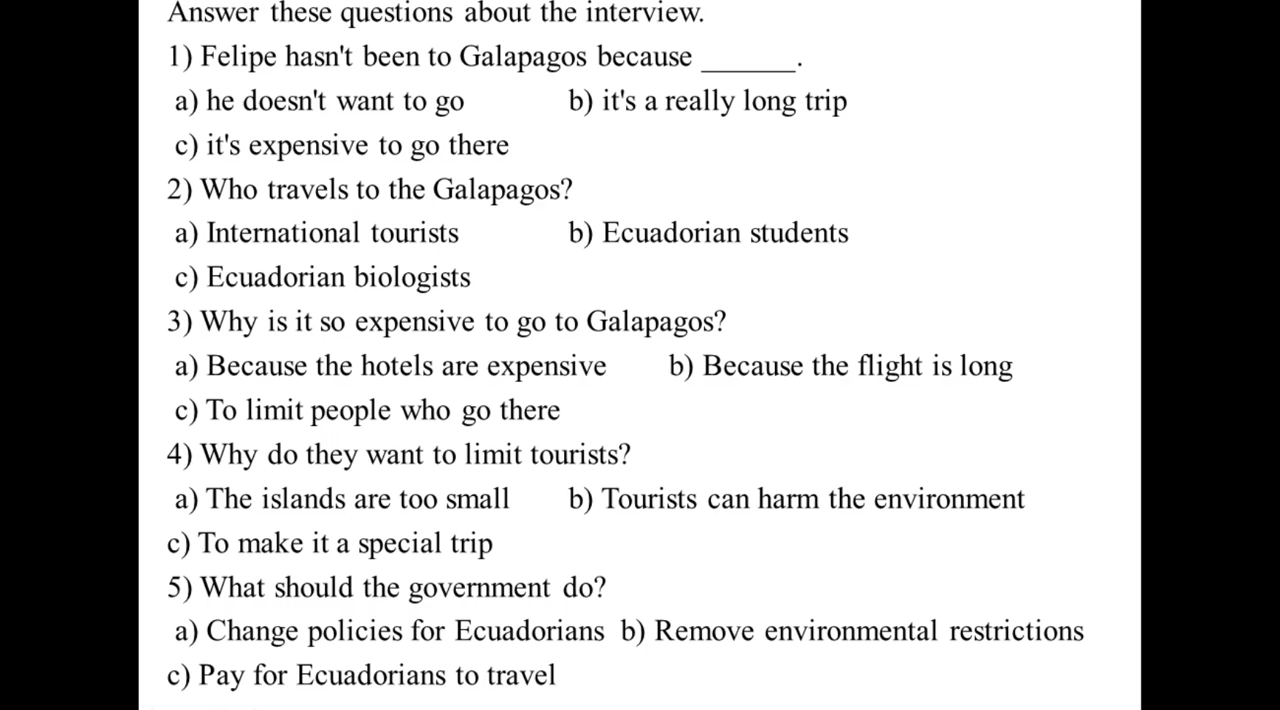 Answer these questions about the interview.
1) Felipe hasn't been to Galapagos because ______.
a) he doesn't want to go b) it's a really long trip
c) it's expensive to go there
2) Who travels to the Galapagos?
a) International tourists b) Ecuadorian students
c) Ecuadorian biologists
3) Why is it so expensive to go to Galapagos?
a) Because the hotels are expensive b) Because the flight is long
c) To limit people who go there
4) Why do they want to limit tourists?
a) The islands are too small b) Tourists can harm the environment
c) To make it a special trip
5) What should the government do?
a) Change policies for Ecuadorians b) Remove environmental restrictions
c) Pay for Ecuadorians to travel